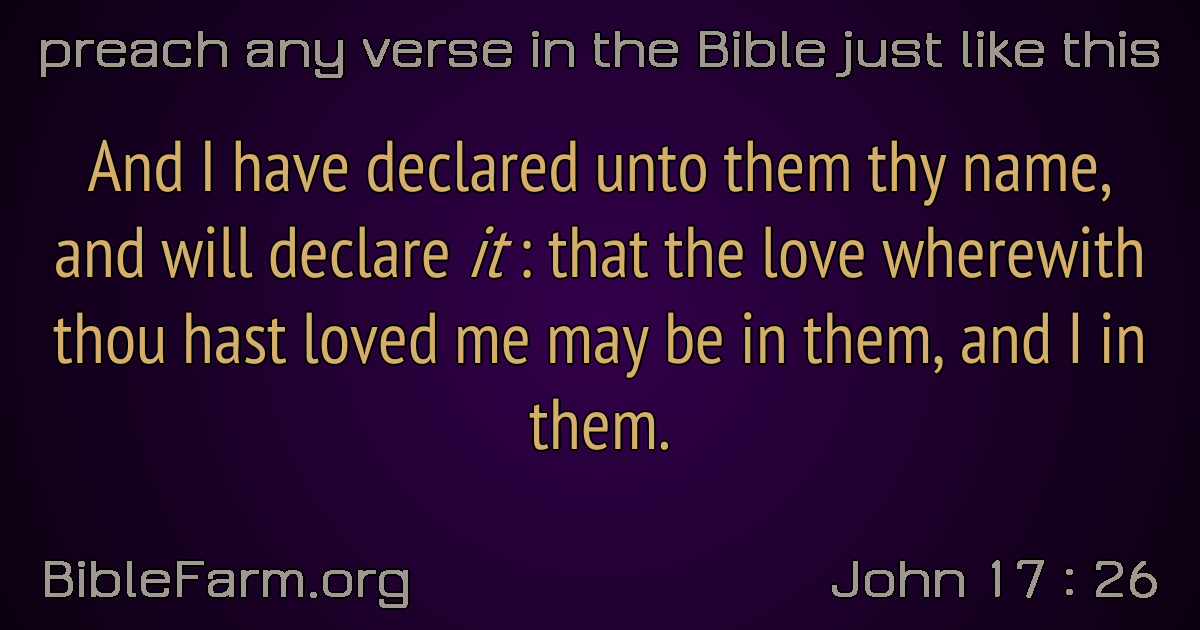 preach any verse in the Bible just like this
And I have declared unto them thy name,
and will declare it : that the love wherewith
thou hast loved me may be in them, and I in
them.
BibleFarm.org
John 17 : 26